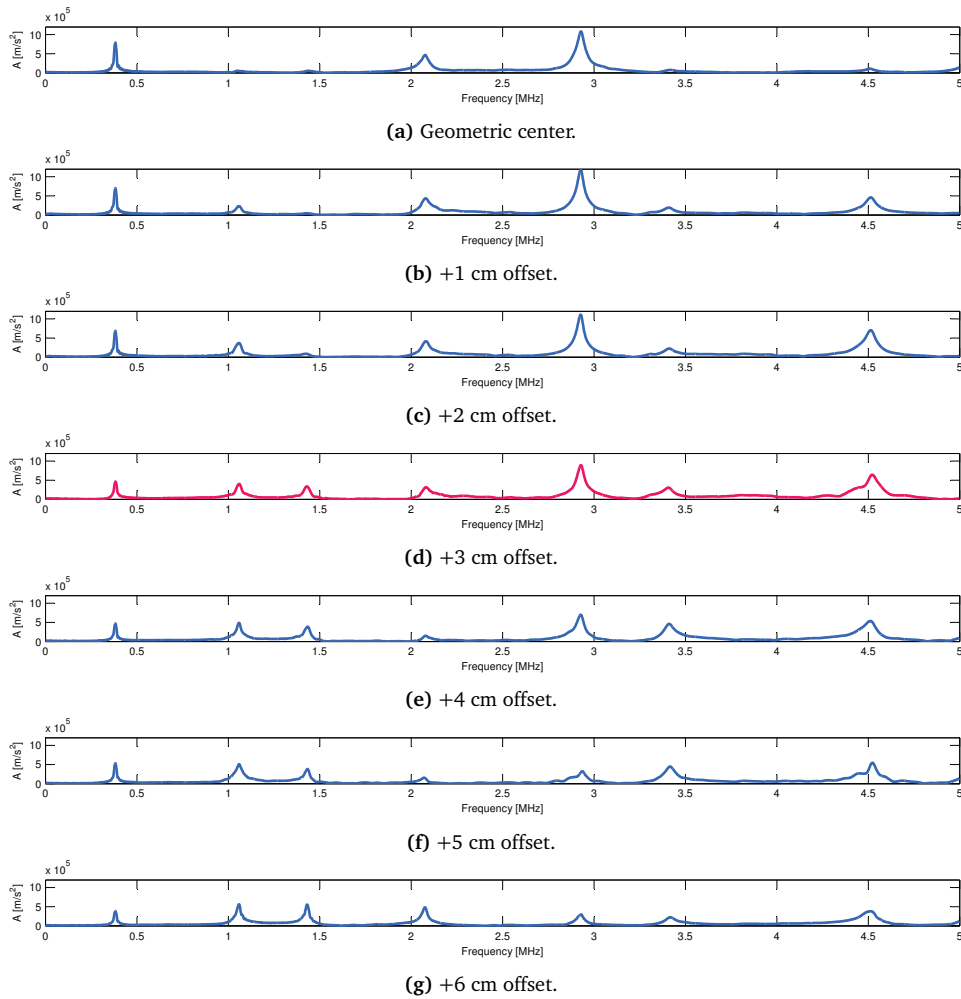 x 10^5
A [m/s^2]
10
5
0
0 0.5 1 1.5 2 2.5 3 3.5 4 4.5 5
Frequency [MHz]
(a) Geometric center.
x 10^5
A [m/s^2]
10
5
0
0 0.5 1 1.5 2 2.5 3 3.5 4 4.5 5
Frequency [MHz]
(b) +1 cm offset.
x 10^5
A [m/s^2]
10
5
0
0 0.5 1 1.5 2 2.5 3 3.5 4 4.5 5
Frequency [MHz]
(c) +2 cm offset.
x 10^5
A [m/s^2]
10
5
0
0 0.5 1 1.5 2 2.5 3 3.5 4 4.5 5
Frequency [MHz]
(d) +3 cm offset.
x 10^5
A [m/s^2]
10
5
0
0 0.5 1 1.5 2 2.5 3 3.5 4 4.5 5
Frequency [MHz]
(e) +4 cm offset.
x 10^5
A [m/s^2]
10
5
0
0 0.5 1 1.5 2 2.5 3 3.5 4 4.5 5
Frequency [MHz]
(f) +5 cm offset.
x 10^5
A [m/s^2]
10
5
0
0 0.5 1 1.5 2 2.5 3 3.5 4 4.5 5
Frequency [MHz]
(g) +6 cm offset.